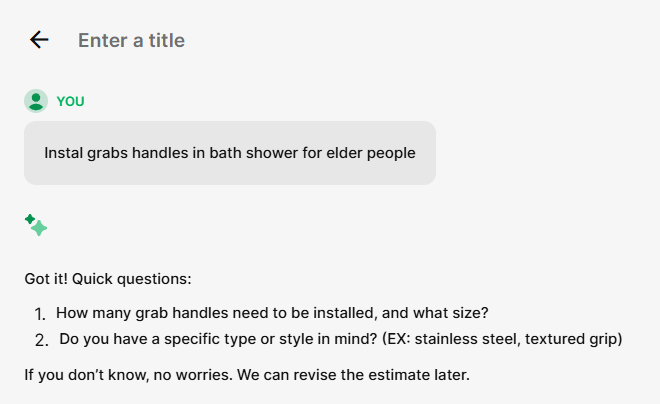 Enter a title
YOU
Instal grabs handles in bath shower for elder people
Got it! Quick questions:
1. How many grab handles need to be installed, and what size?
2. Do you have a specific type or style in mind? (EX: stainless steel, textured grip)
If you don’t know, no worries. We can revise the estimate later.